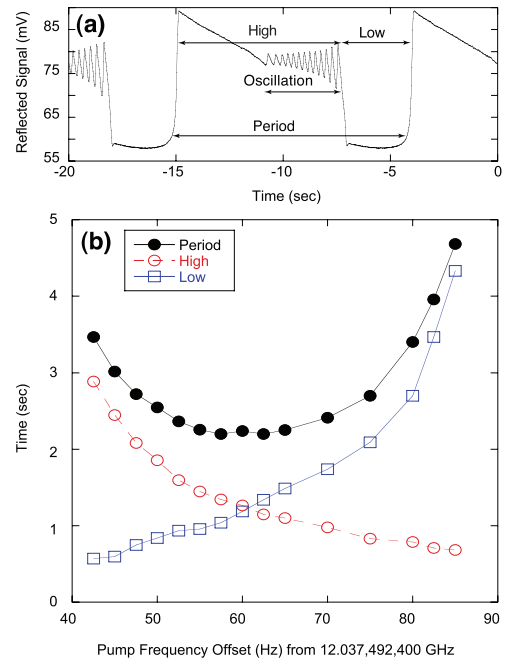 (a)
Reflected Signal (mV)
85
75
65
55
High
Low
Oscillation
Period
-20
-15
-10
-5
0
Time (sec)
(b)
Period
High
Low
Time (sec)
5
4
3
2
1
0
40
50
60
70
80
90
Pump Frequency Offset (Hz) from 12.037,492,400 GHz